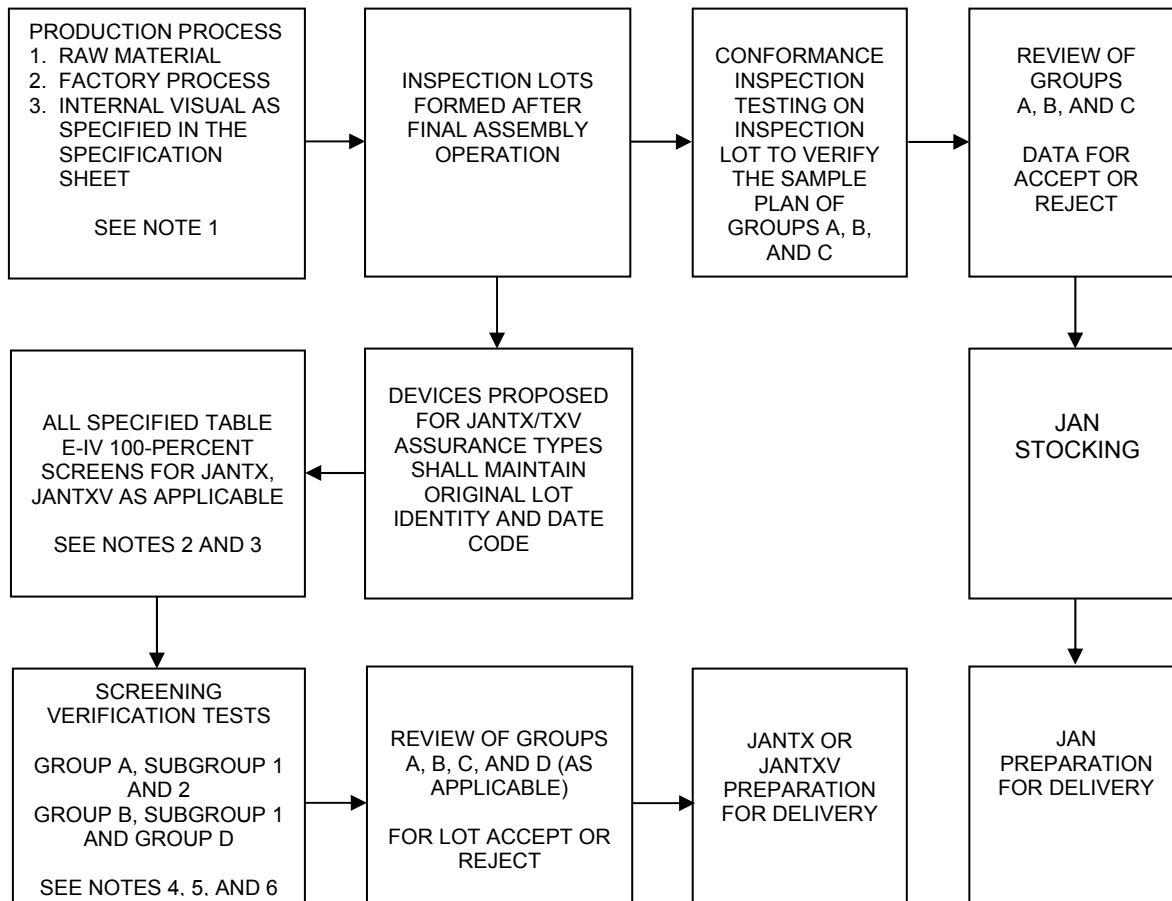 PRODUCTION PROCESS
1. RAW MATERIAL
2. FACTORY PROCESS
3. INTERNAL VISUAL AS
SPECIFIED IN THE
SPECIFICATION
SHEET
SEE NOTE 1
INSPECTION LOTS
FORMED AFTER
FINAL ASSEMBLY
OPERATION
CONFORMANCE
INSPECTION
TESTING ON
INSPECTION
LOT TO VERIFY
THE SAMPLE
PLAN OF
GROUPS A, B,
AND C
REVIEW OF
GROUPS
A, B, AND C
DATA FOR
ACCEPT OR
REJECT
ALL SPECIFIED TABLE
E-IV 100-PERCENT
SCREENS FOR JANTX,
JANTXV AS APPLICABLE
SEE NOTES 2 AND 3
DEVICES PROPOSED
FOR JANTX/TXV
ASSURANCE TYPES
SHALL MAINTAIN
ORIGINAL LOT
IDENTITY AND DATE
CODE
JAN
STOCKING
SCREENING
VERIFICATION TESTS
GROUP A, SUBGROUP 1
AND 2
GROUP B, SUBGROUP 1
AND GROUP D
SEE NOTES 4, 5, AND 6
REVIEW OF GROUPS
A, B, C, AND D (AS
APPLICABLE)
FOR LOT ACCEPT OR
REJECT
JANTX OR
JANTXV
PREPARATION
FOR DELIVERY
JAN
PREPARATION
FOR DELIVERY